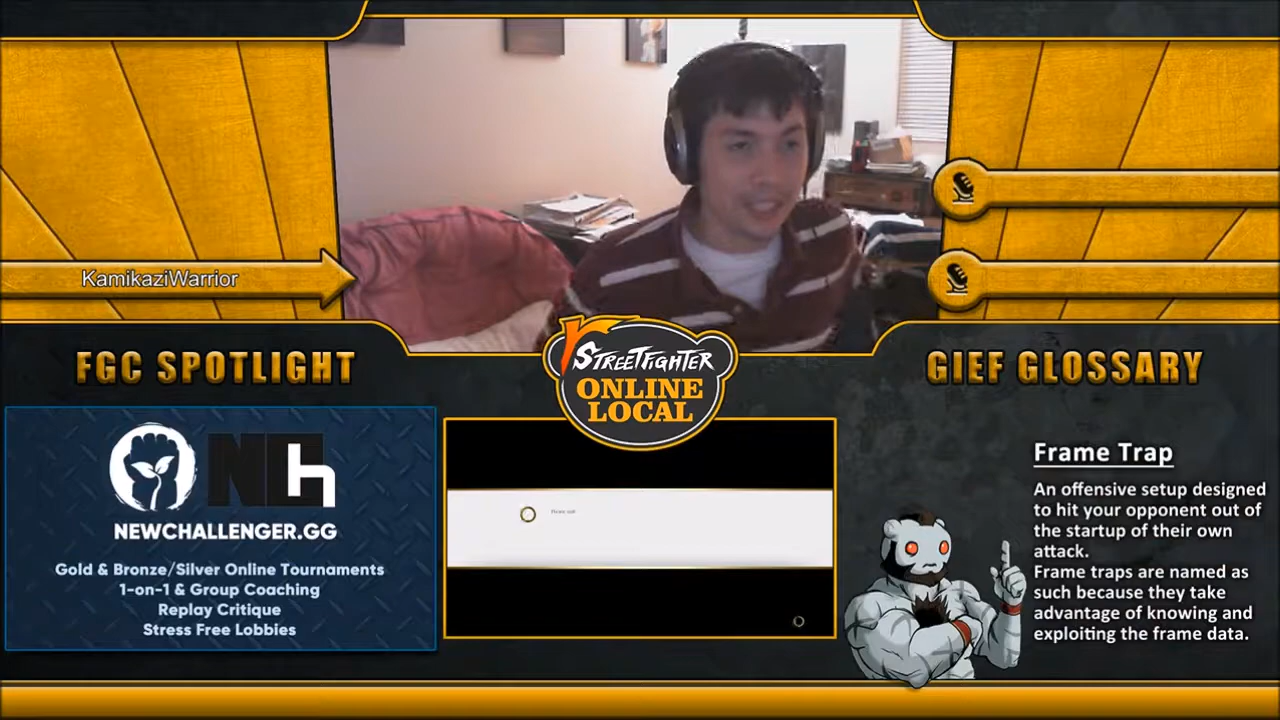 KamikaziWarrior
FGC SPOTLIGHT
NCh
NEWCHALLENGER.GG
Gold & Bronze/Silver Online Tournaments
1-on-1 & Group Coaching
Replay Critique
Stress Free Lobbies
r
STREETFIGHTER
ONLINE
LOCAL
GIEF GLOSSARY
Frame Trap
An offensive setup designed
to hit your opponent out of
the startup of their own
attack.
Frame traps are named as
such because they take
advantage of knowing and
exploiting the frame data.